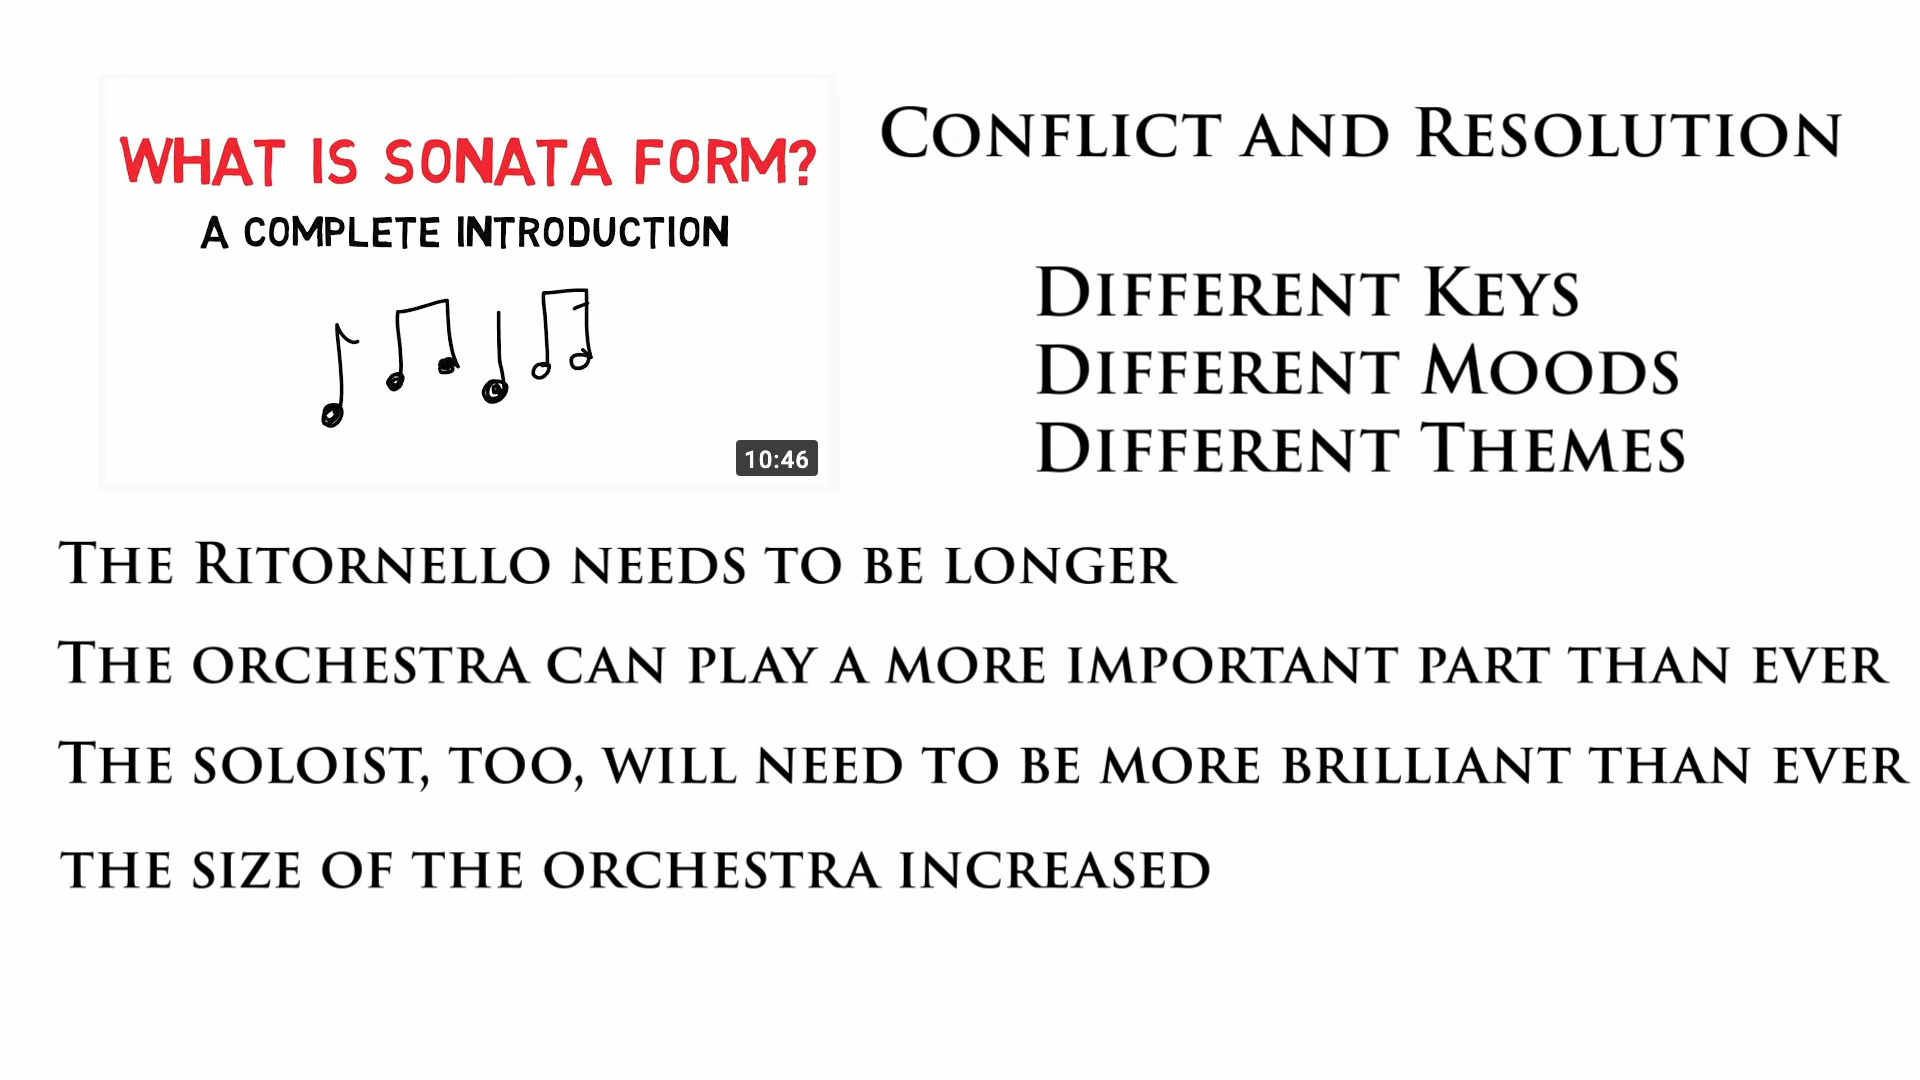 WHAT IS SONATA FORM?
A COMPLETE INTRODUCTION
10:46
CONFLICT AND RESOLUTION
DIFFERENT KEYS
DIFFERENT MOODS
DIFFERENT THEMES
THE RITORNELLO NEEDS TO BE LONGER
THE ORCHESTRA CAN PLAY A MORE IMPORTANT PART THAN EVER
THE SOLOIST, TOO, WILL NEED TO BE MORE BRILLIANT THAN EVER
THE SIZE OF THE ORCHESTRA INCREASED